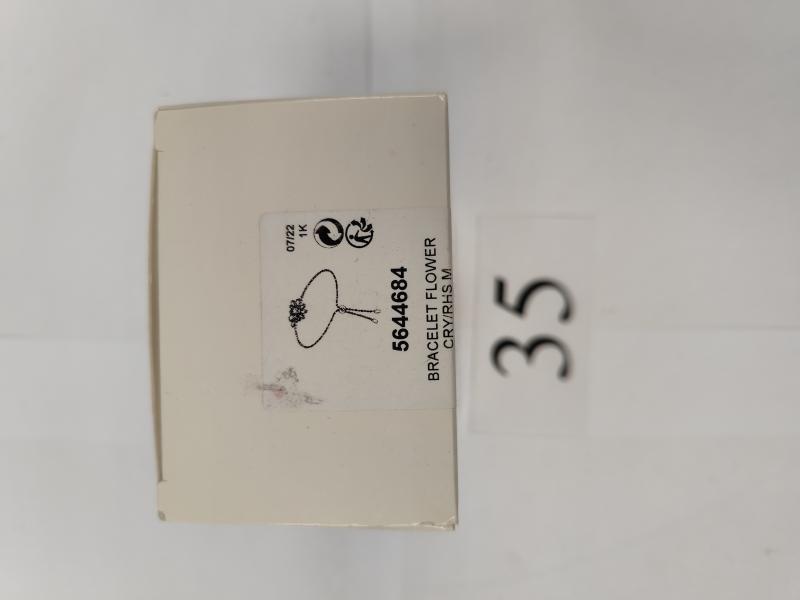 07/22
1K
5644684
BRACELET FLOWER
CRY/RHS M
35